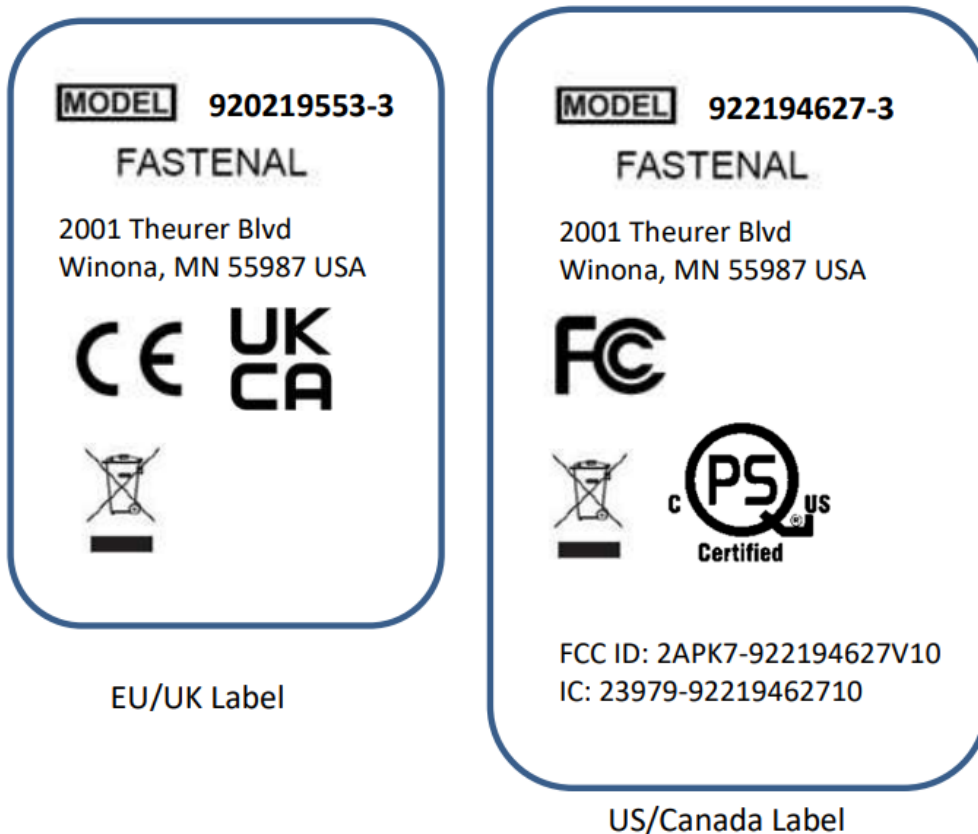 MODEL 920219553-3
FASTENAL
2001 Theurer Blvd
Winona, MN 55987 USA
CE UK
CA
EU/UK Label
MODEL 922194627-3
FASTENAL
2001 Theurer Blvd
Winona, MN 55987 USA
FC
C PS US
®
Certified
FCC ID: 2APK7-922194627V10
IC: 23979-92219462710
US/Canada Label